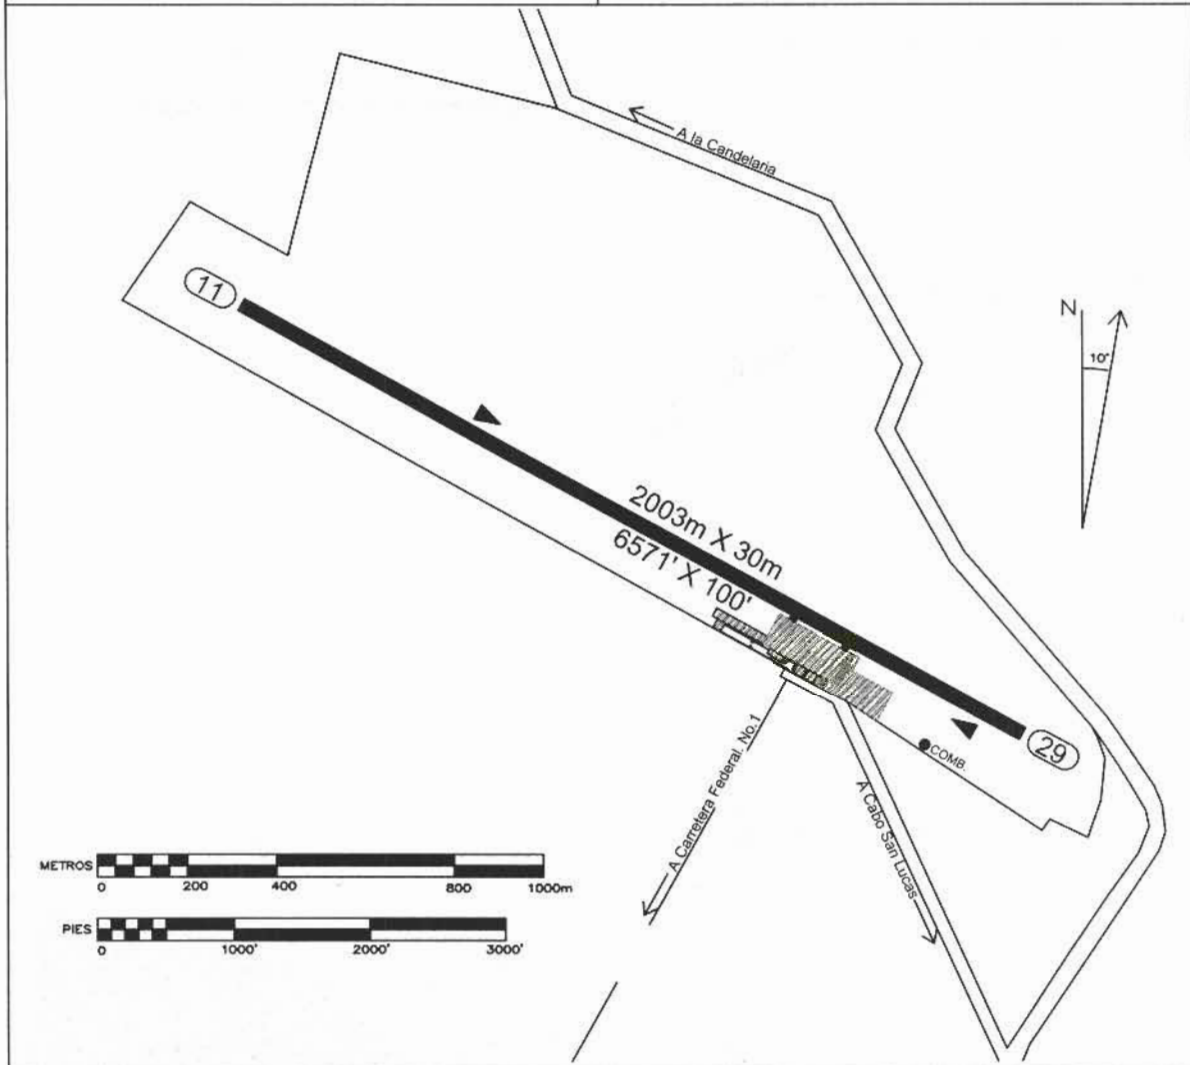 A la Candelaria
11
N
10°
2003m X 30m
6571' X 100'
29
COMB.
A Carretera Federal. No.1
A Cabo San Lucas
METROS
0 200 400 800 1000m
PIES
0 1000' 2000' 3000'